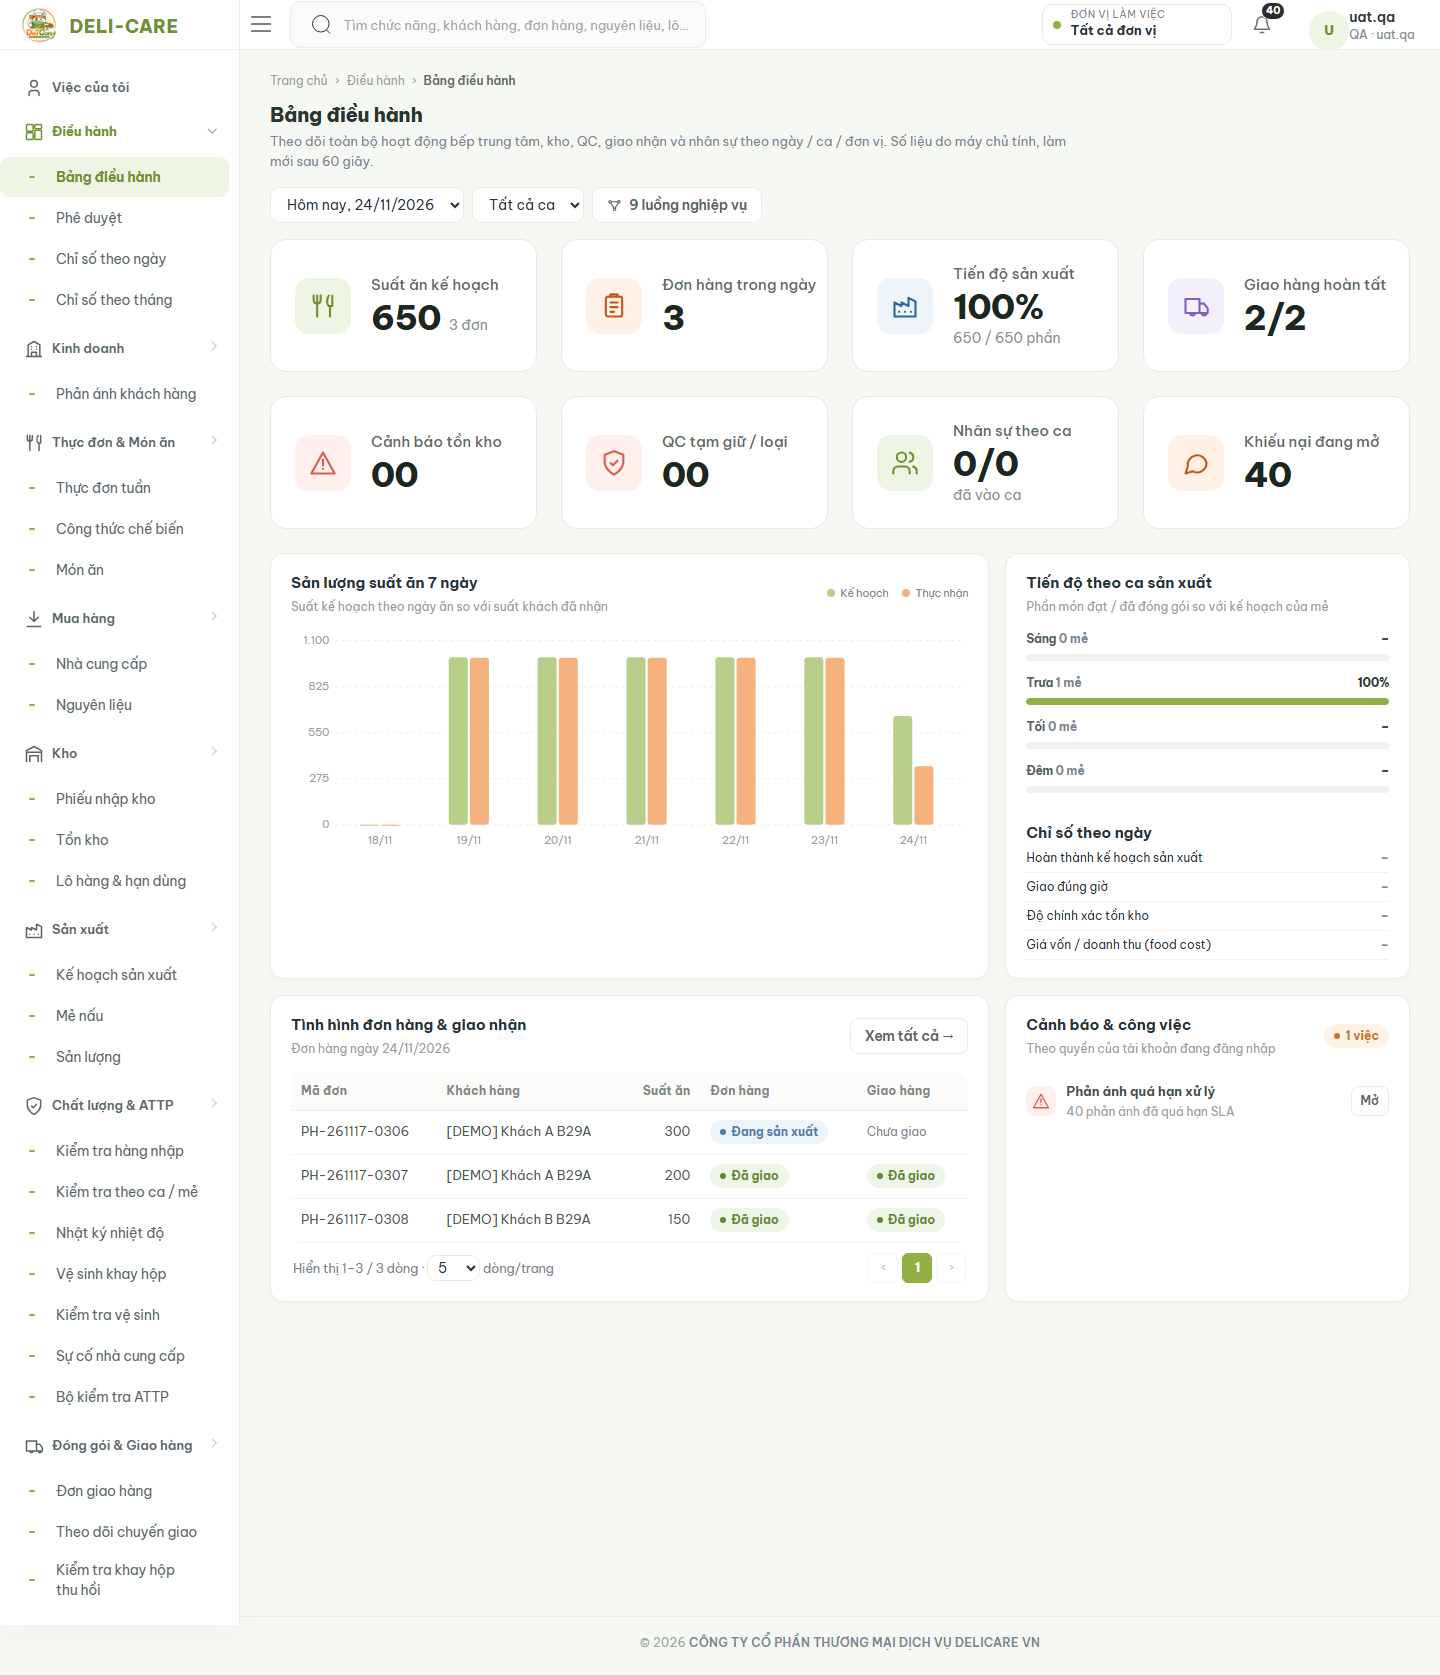 DELI-CARE
Tìm chức năng, khách hàng, đơn hàng, nguyên liệu, lô...
ĐƠN VỊ LÀM VIỆC
Tất cả đơn vị
40
U
uat.qa
QA · uat.qa
Việc của tôi
Điều hành
Bảng điều hành
Phê duyệt
Chỉ số theo ngày
Chỉ số theo tháng
Kinh doanh
Phản ánh khách hàng
Thực đơn & Món ăn
Thực đơn tuần
Công thức chế biến
Món ăn
Mua hàng
Nhà cung cấp
Nguyên liệu
Kho
Phiếu nhập kho
Tồn kho
Lô hàng & hạn dùng
Sản xuất
Kế hoạch sản xuất
Mẻ nấu
Sản lượng
Chất lượng & ATTP
Kiểm tra hàng nhập
Kiểm tra theo ca / mẻ
Nhật ký nhiệt độ
Vệ sinh khay hộp
Kiểm tra vệ sinh
Sự cố nhà cung cấp
Bộ kiểm tra ATTP
Đóng gói & Giao hàng
Đơn giao hàng
Theo dõi chuyến giao
Kiểm tra khay hộp
thu hồi
Trang chủ › Điều hành › Bảng điều hành
Bảng điều hành
Theo dõi toàn bộ hoạt động bếp trung tâm, kho, QC, giao nhận và nhân sự theo ngày / ca / đơn vị. Số liệu do máy chủ tính, làm
mới sau 60 giây.
Hôm nay, 24/11/2026
Tất cả ca
9 luồng nghiệp vụ
Suất ăn kế hoạch
650 3 đơn
Đơn hàng trong ngày
3
Tiến độ sản xuất
100%
650 / 650 phần
Giao hàng hoàn tất
2/2
Cảnh báo tồn kho
00
QC tạm giữ / loại
00
Nhân sự theo ca
0/0
đã vào ca
Khiếu nại đang mở
40
Sản lượng suất ăn 7 ngày
Suất kế hoạch theo ngày ăn so với suất khách đã nhận
Kế hoạch
Thực nhận
1.100
825
550
275
0
18/11
19/11
20/11
21/11
22/11
23/11
24/11
Tiến độ theo ca sản xuất
Phần món đạt / đã đóng gói so với kế hoạch của mẻ
Sáng 0 mẻ –
Trưa 1 mẻ 100%
Tối 0 mẻ –
Đêm 0 mẻ –
Chỉ số theo ngày
Hoàn thành kế hoạch sản xuất –
Giao đúng giờ –
Độ chính xác tồn kho –
Giá vốn / doanh thu (food cost) –
Tình hình đơn hàng & giao nhận
Đơn hàng ngày 24/11/2026
Xem tất cả →
Mã đơn Khách hàng Suất ăn Đơn hàng Giao hàng
PH-261117-0306 [DEMO] Khách A B29A 300 Đang sản xuất Chưa giao
PH-261117-0307 [DEMO] Khách A B29A 200 Đã giao Đã giao
PH-261117-0308 [DEMO] Khách B B29A 150 Đã giao Đã giao
Hiển thị 1–3 / 3 dòng · 5 dòng/trang
‹ 1 ›
Cảnh báo & công việc
Theo quyền của tài khoản đang đăng nhập
1 việc
Phản ánh quá hạn xử lý
40 phản ánh đã quá hạn SLA
Mở
© 2026 CÔNG TY CỔ PHẦN THƯƠNG MẠI DỊCH VỤ DELICARE VN